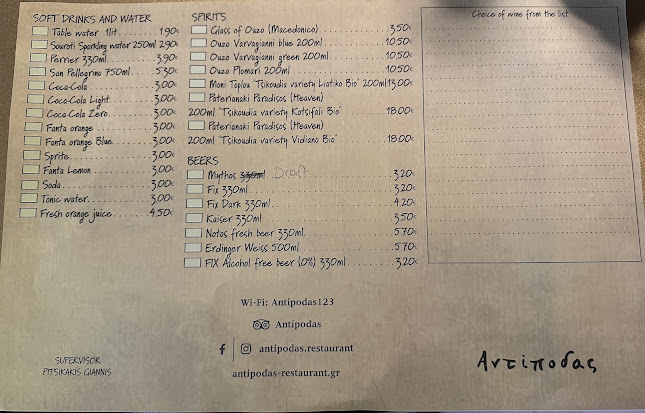 SOFT DRINKS AND WATER
Table water 1lit 1.90€
Souroti Sparkling water 250ml 2.90€
Perrier 330ml 3.90€
San Pellegrino 750ml 5.30€
Coca-Cola 3.00€
Coca-Cola Light 3.00€
Coca-Cola Zero 3.00€
Fanta orange 3.00€
Fanta orange Blue 3.00€
Sprite 3.00€
Fanta Lemon 3.00€
Soda 3.00€
Tonic water 3.00€
Fresh orange juice 4.50€
SPIRITS
Glass of Ouzo (Macedonico) 3.50€
Ouzo Varvagianni blue 200ml 10.50€
Ouzo Varvagianni green 200ml 10.50€
Ouzo Plomari 200ml 10.50€
Moni Toplou "Tsikoudia variety Liatiko Bio" 200ml 13.00€
Paterianaki Paradisos (Heaven)
200ml "Tsikoudia variety Kotsifali Bio" 18.00€
Paterianaki Paradisos (Heaven)
200ml "Tsikoudia variety Vidiano Bio" 18.00€
BEERS
Mythos 330ml Draft 3.20€
Fix 330ml 3.20€
Fix Dark 330ml 4.20€
Kaiser 330ml 3.50€
Notos fresh beer 330ml 5.70€
Erdinger Weiss 500ml 5.70€
FIX Alcohol free beer (0%) 330ml 3.20€
Choice of wine from the list
Wi-Fi: Antipodas123
Antipodas
antipodas.restaurant
antipodas-restaurant.gr
SUPERVISOR
PITSIKAKIS GIANNIS
Αντίποδας